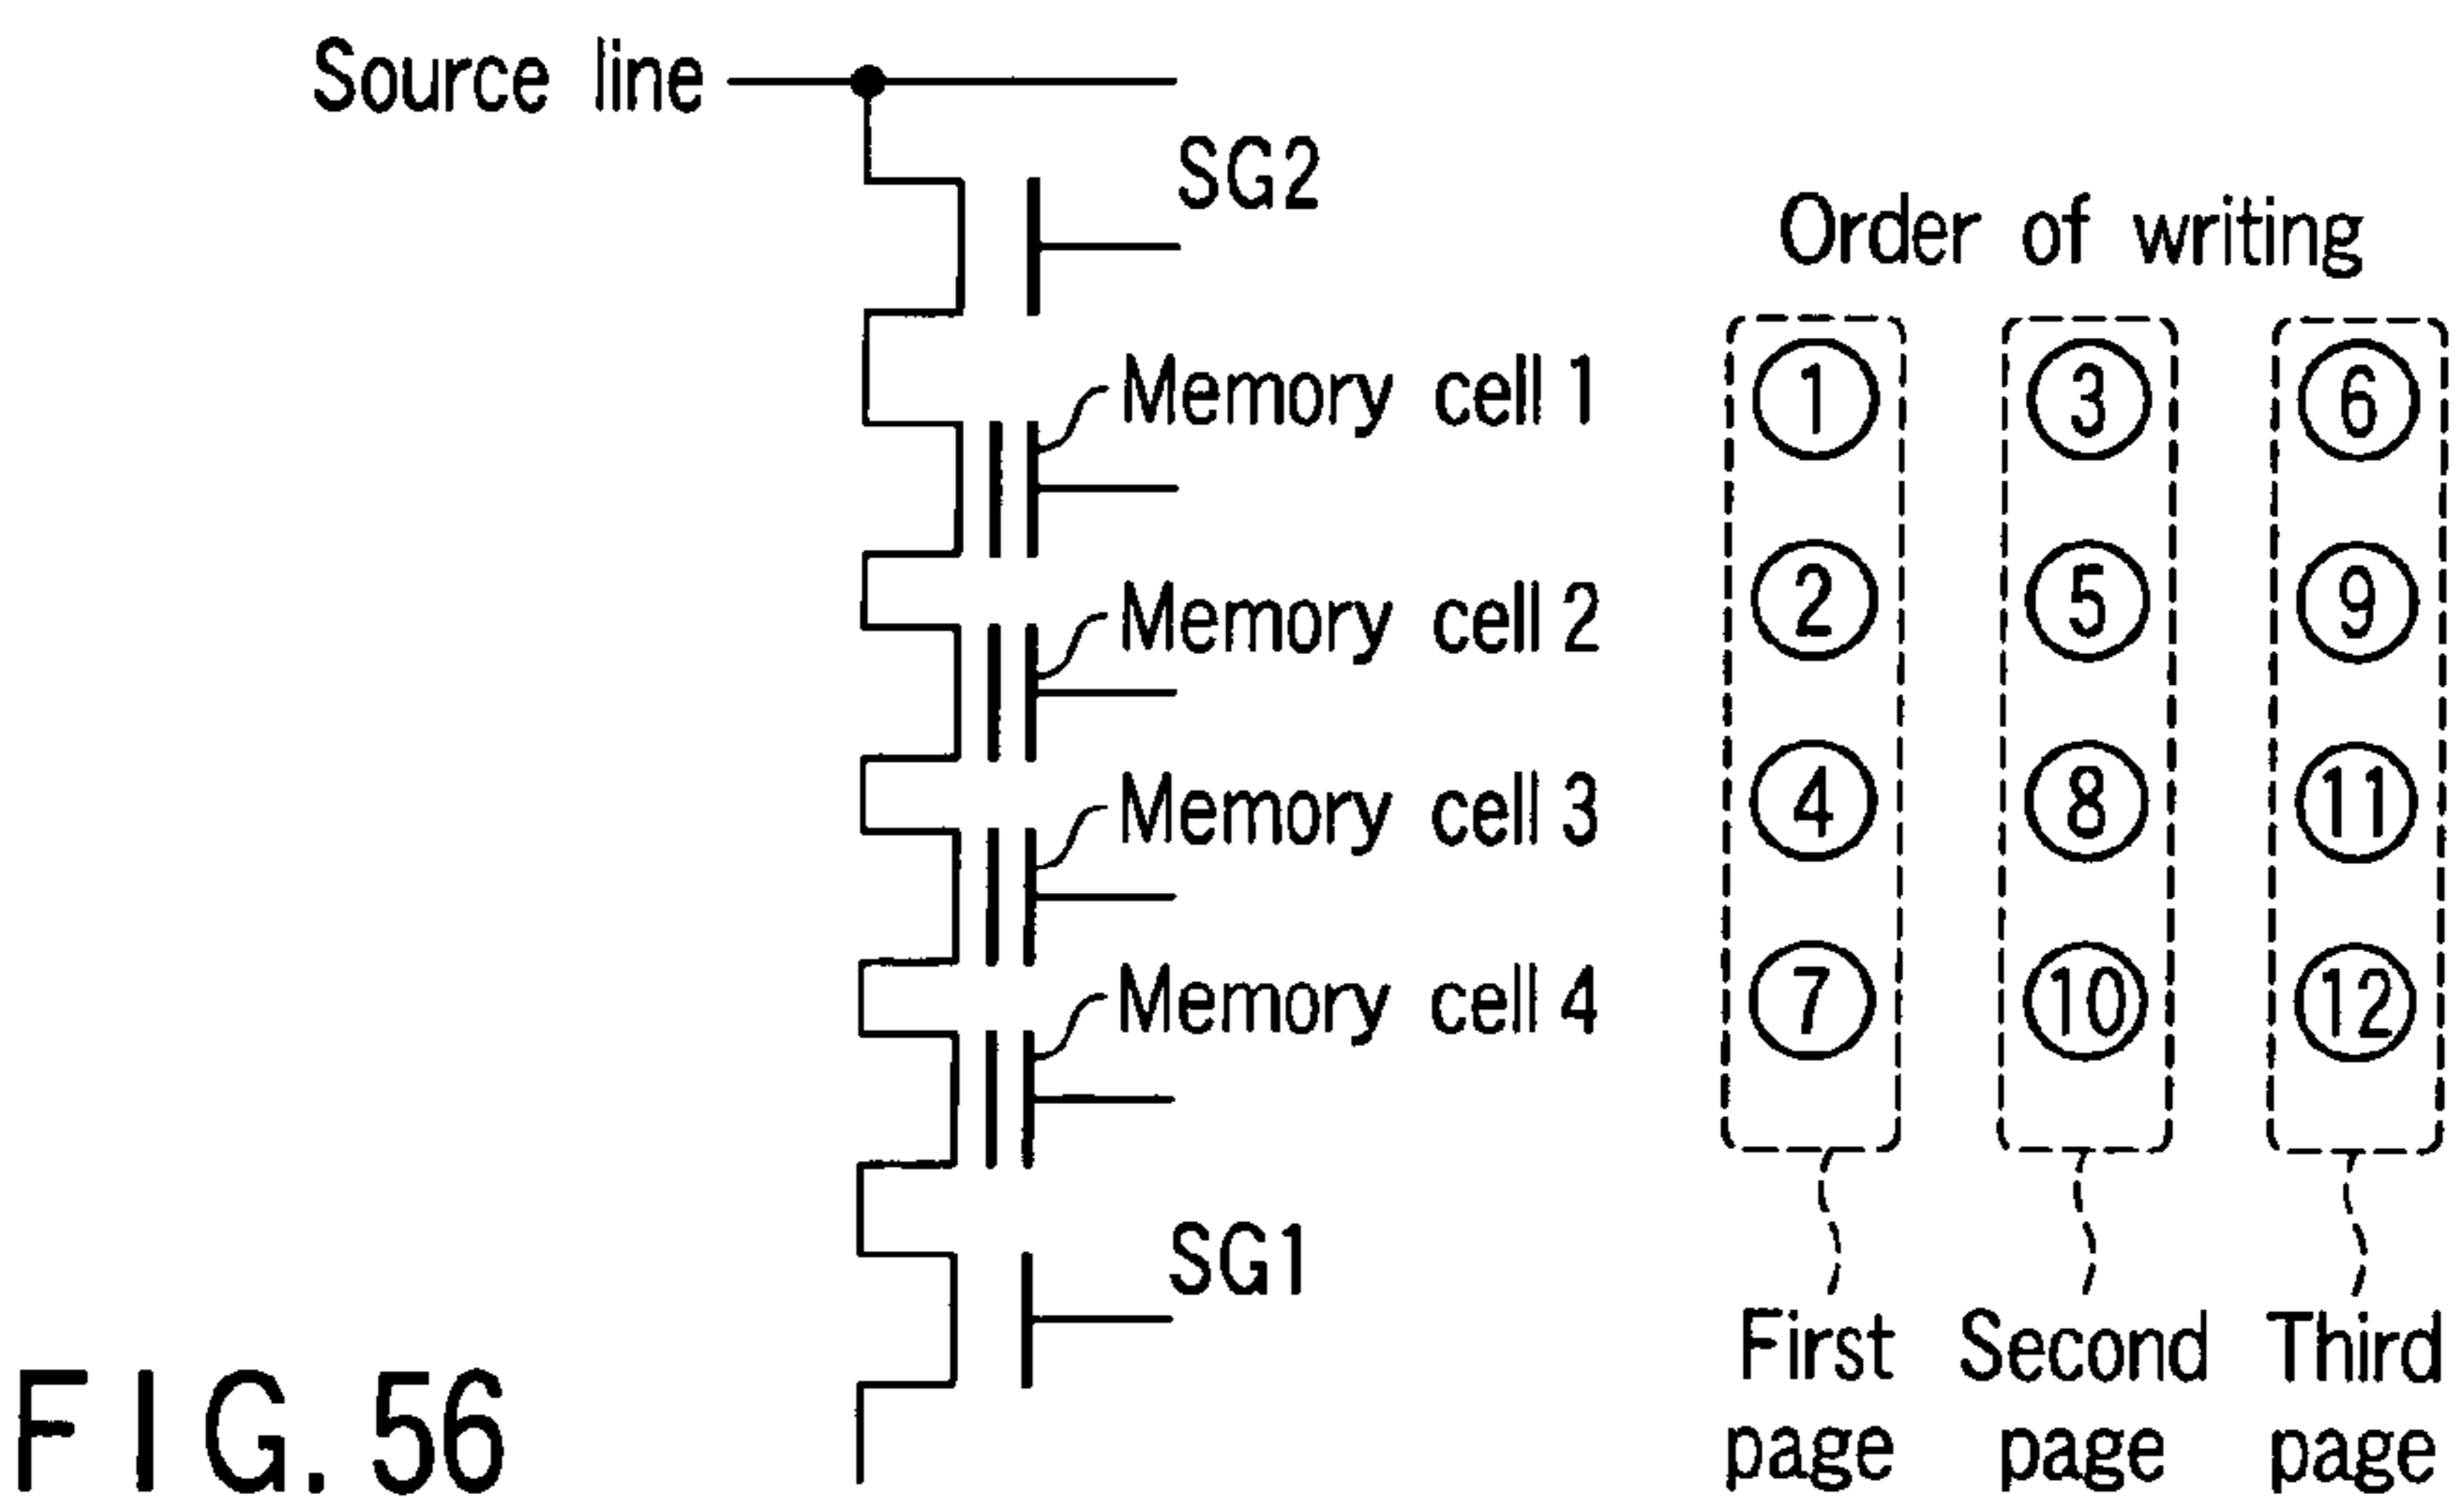 Source line
SG2
Order of writing
Memory cell 1 ① ③ ⑥
Memory cell 2 ② ⑤ ⑨
Memory cell 3 ④ ⑧ ⑪
Memory cell 4 ⑦ ⑩ ⑫
SG1
First page
Second page
Third page
FIG. 56